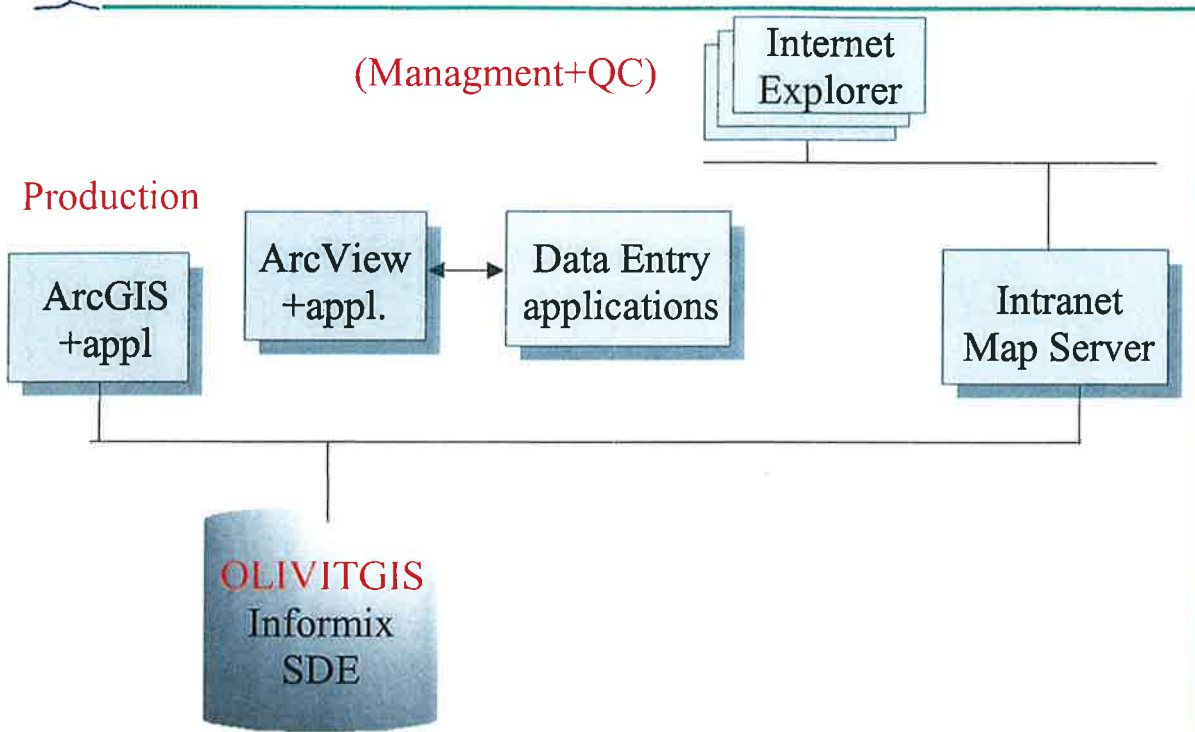 (Managment+QC)
Internet
Explorer
Production
ArcGIS
+appl
ArcView
+appl.
Data Entry
applications
Intranet
Map Server
OLIVITGIS
Informix
SDE